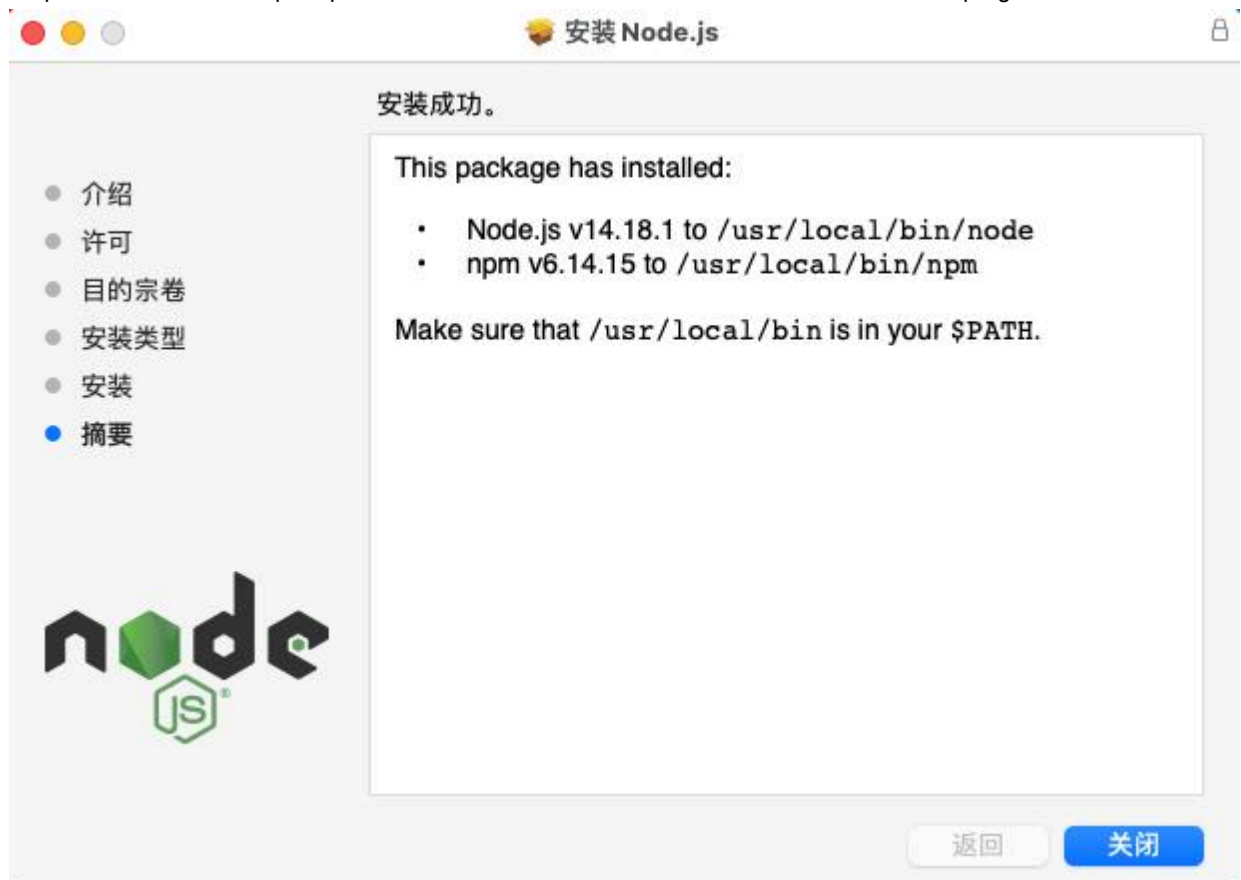 安装 Node.js
安装成功。
介绍
许可
目的宗卷
安装类型
安装
摘要
This package has installed:
• Node.js v14.18.1 to /usr/local/bin/node
• npm v6.14.15 to /usr/local/bin/npm
Make sure that /usr/local/bin is in your $PATH.
node
JS®
返回
关闭